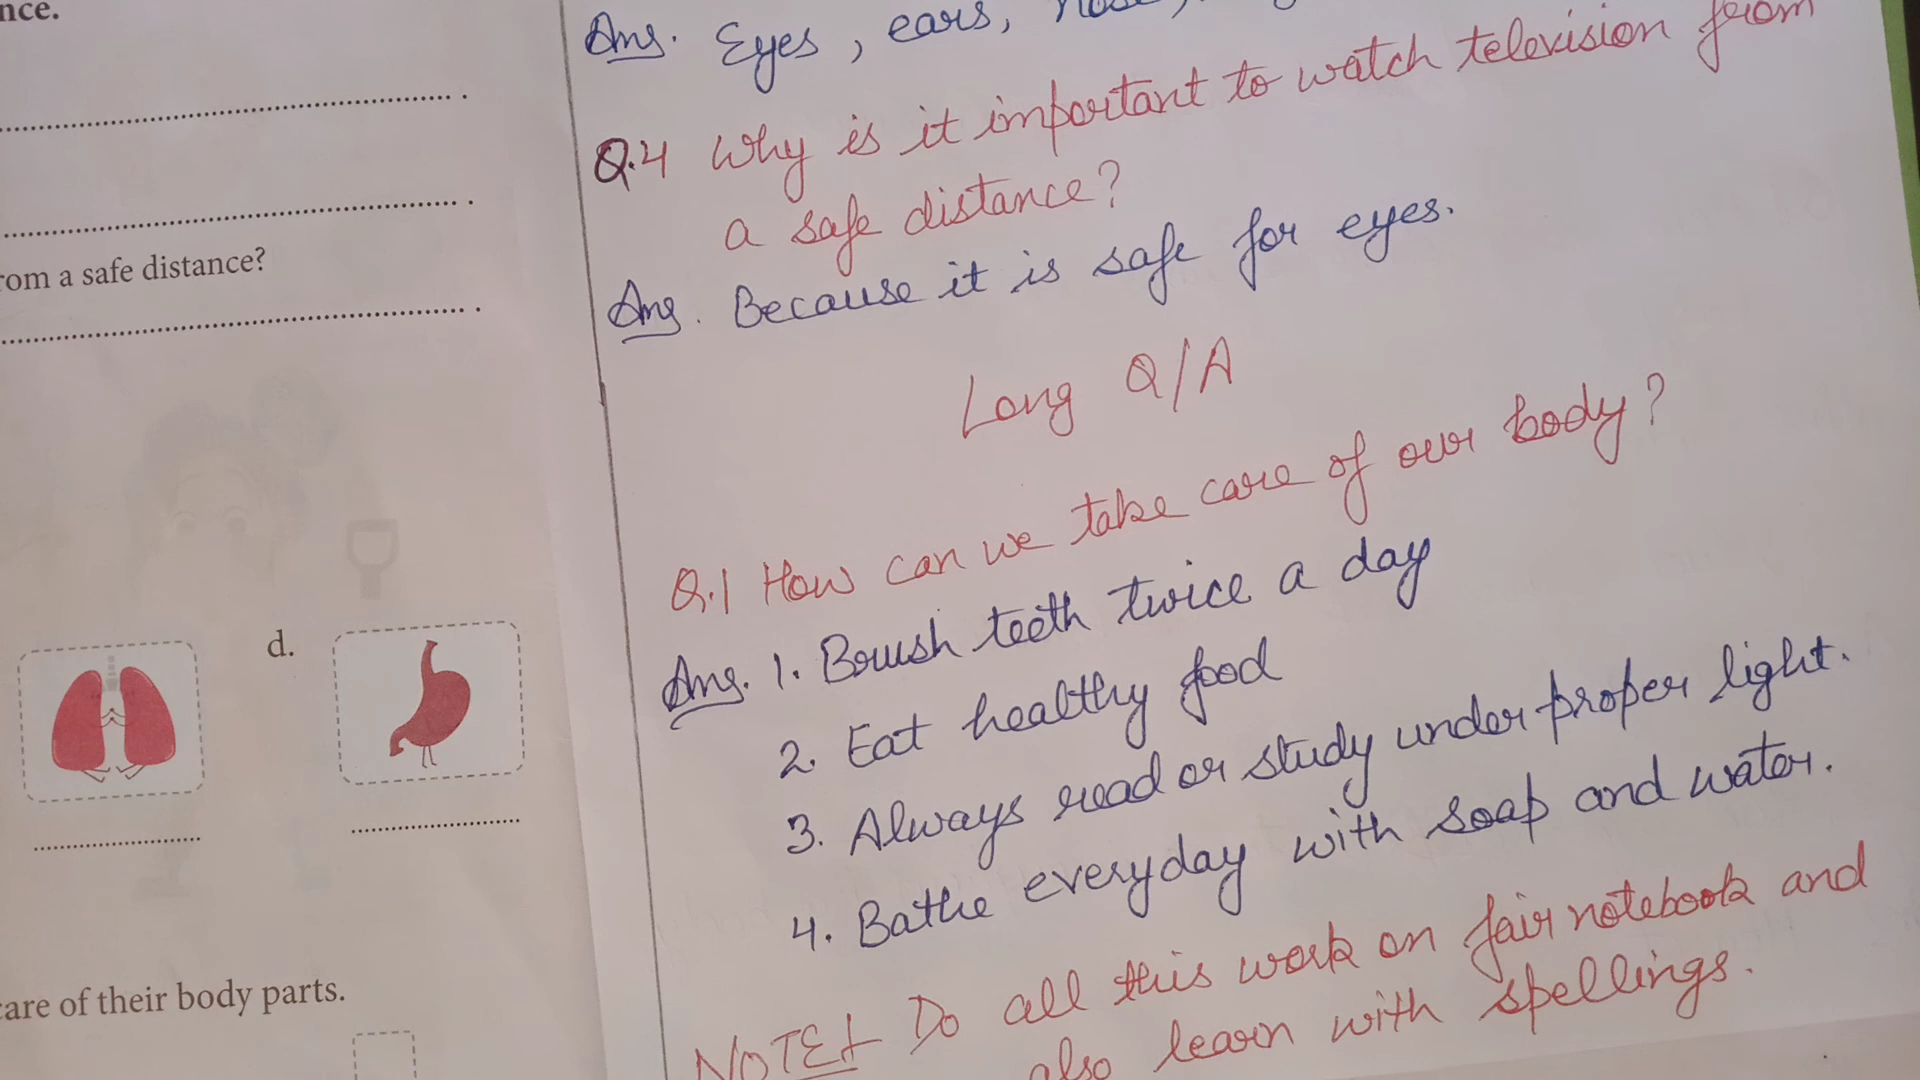 nce.
from a safe distance?
d.
care of their body parts.
Ans. Eyes, ears,
Q.4 Why is it important to watch television from
a safe distance?
Ans. Because it is safe for eyes.
Long Q/A
Q.1 How can we take care of our body?
Ans. 1. Brush teeth twice a day
2. Eat healthy food
3. Always read or study under proper light.
4. Bathe everyday with soap and water.
NOTE:- Do all this work on fair notebook and
also learn with spellings.